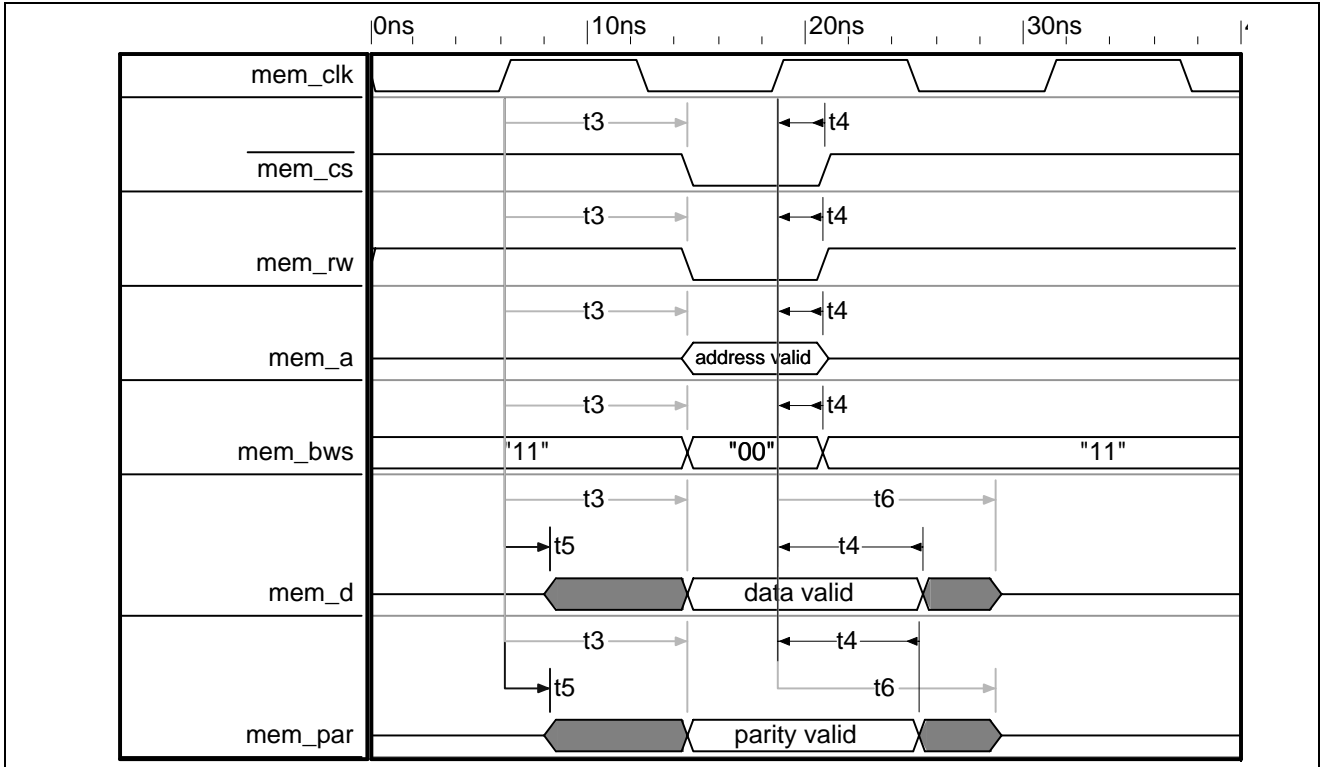 0ns 10ns 20ns 30ns
mem_clk
t3 t4
mem_cs
t3 t4
mem_rw
t3 t4
mem_a address valid
t3 t4
mem_bws "11" "00" "11"
t3 t6
t5 t4
mem_d data valid
t3 t4
t5 t6
mem_par parity valid